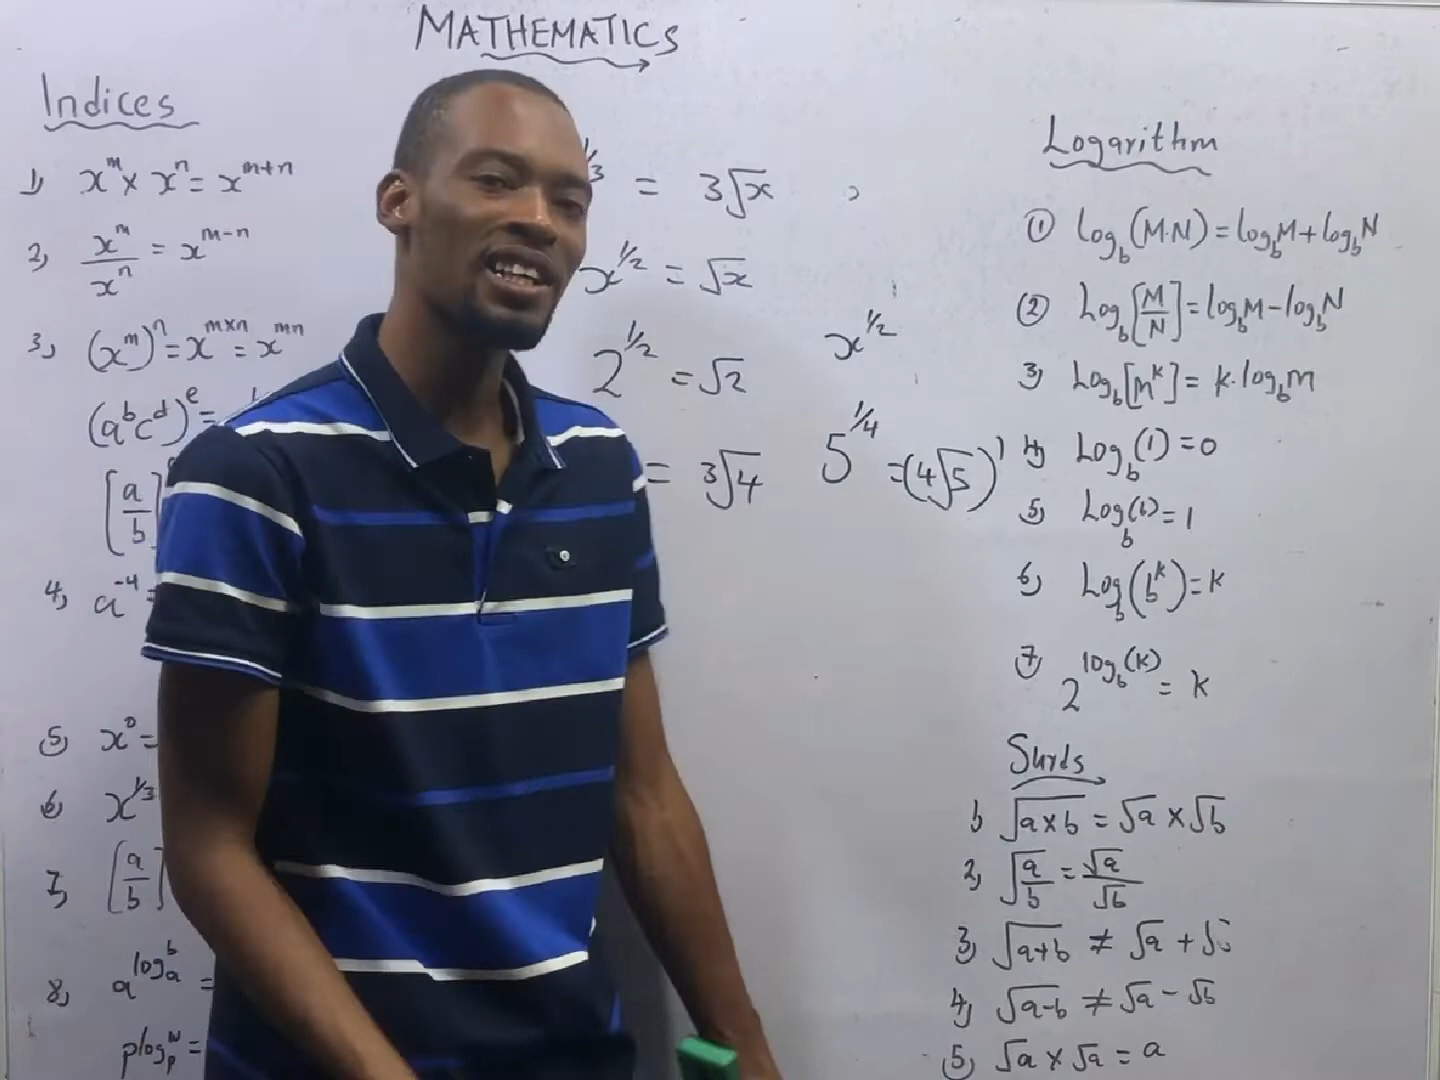 MATHEMATICS
Indices
1) x^m × x^n = x^{m+n}
2) x^m / x^n = x^{m-n}
3) (x^m)^n = x^{m×n} = x^{mn}
(a^b c^d)^e =
[a/b]
4) a^{-4} =
5) x^0 =
6) x^{1/3}
7) [a/b]
8) a^{log_a^b} =
plog_p^w =
1/3 = 3√x
x^{1/2} = √x
2^{1/2} = √2
= ³√4
x^{1/2}
5^{1/4} = (4√5)^1
Logarithm
① log_b(M·N) = log_b M + log_b N
② Log_b[M/N] = log_b M - log_b N
3) Log_b[M^k] = k·log_b m
4) Log_b(1) = 0
5) Log_b(b) = 1
6) Log_b(b^k) = k
7) 2^{log_b(k)} = k
Surds
1) √a×b = √a × √b
2) √a/b = √a/√b
3) √a+b ≠ √a + √b
4) √a-b ≠ √a - √b
5) √a × √a = a